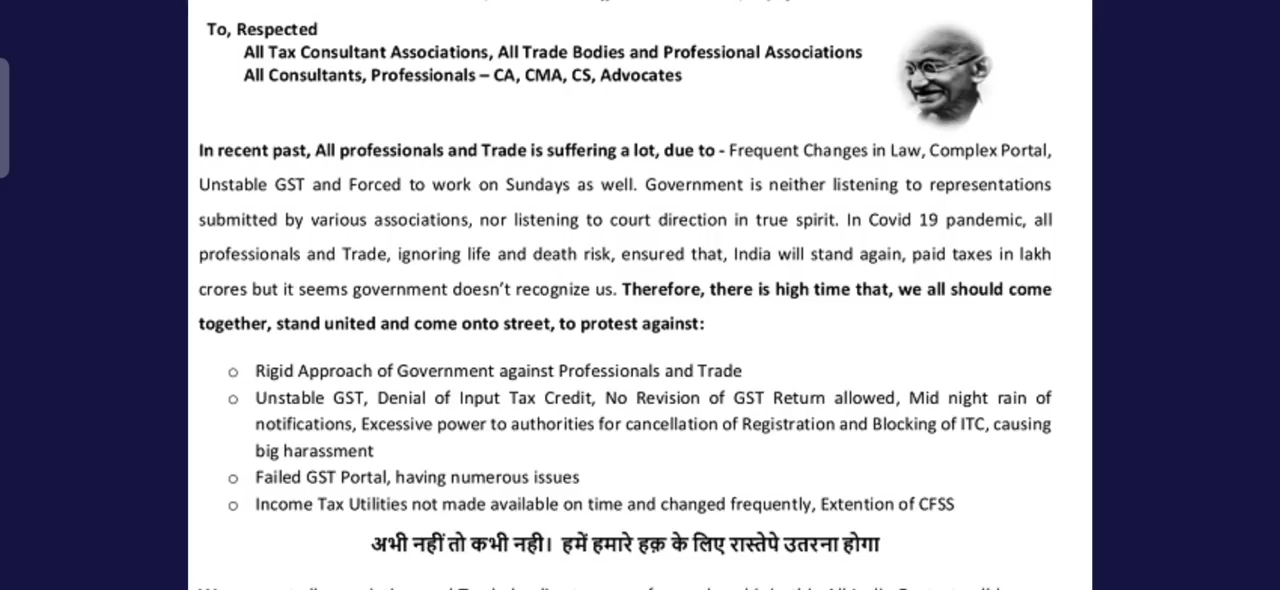 To, Respected
All Tax Consultant Associations, All Trade Bodies and Professional Associations
All Consultants, Professionals – CA, CMA, CS, Advocates
In recent past, All professionals and Trade is suffering a lot, due to - Frequent Changes in Law, Complex Portal,
Unstable GST and Forced to work on Sundays as well. Government is neither listening to representations
submitted by various associations, nor listening to court direction in true spirit. In Covid 19 pandemic, all
professionals and Trade, ignoring life and death risk, ensured that, India will stand again, paid taxes in lakh
crores but it seems government doesn't recognize us. Therefore, there is high time that, we all should come
together, stand united and come onto street, to protest against:
o Rigid Approach of Government against Professionals and Trade
o Unstable GST, Denial of Input Tax Credit, No Revision of GST Return allowed, Mid night rain of
notifications, Excessive power to authorities for cancellation of Registration and Blocking of ITC, causing
big harassment
o Failed GST Portal, having numerous issues
o Income Tax Utilities not made available on time and changed frequently, Extention of CFSS
अभी नहीं तो कभी नही। हमें हमारे हक़ के लिए रास्तेपे उतरना होगा